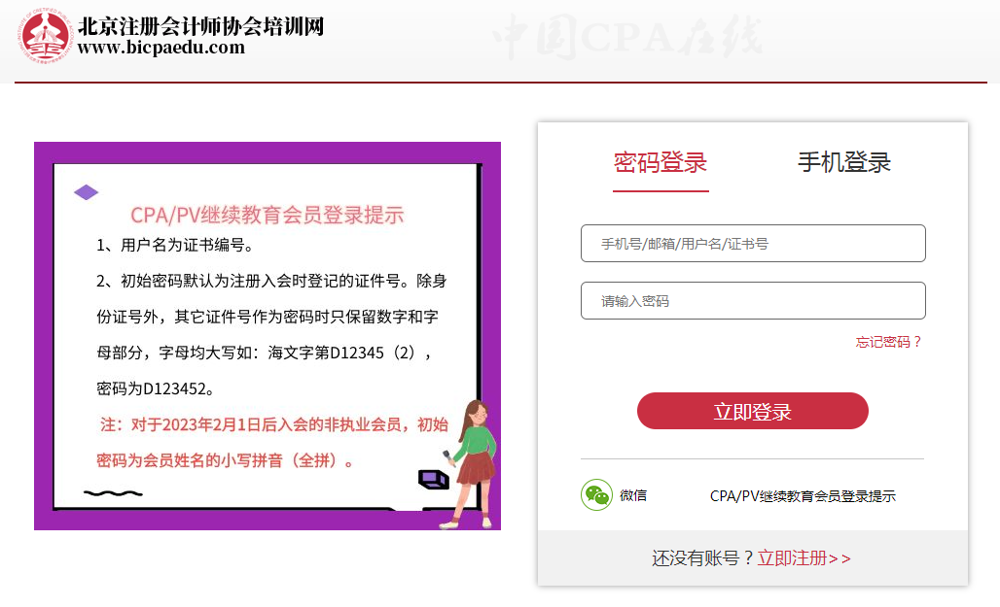 北京注册会计师协会培训网
www.bicpaedu.com
中国CPA在线
CPA/PV继续教育会员登录提示
1、用户名为证书编号。
2、初始密码默认为注册入会时登记的证件号。除身
份证号外，其它证件号作为密码时只保留数字和字
母部分，字母均大写如：海文字第D12345（2），
密码为D123452。
注：对于2023年2月1日后入会的非执业会员，初始
密码为会员姓名的小写拼音（全拼）。
密码登录 手机登录
手机号/邮箱/用户名/证书号
请输入密码
忘记密码？
立即登录
微信 CPA/PV继续教育会员登录提示
还没有账号？立即注册>>